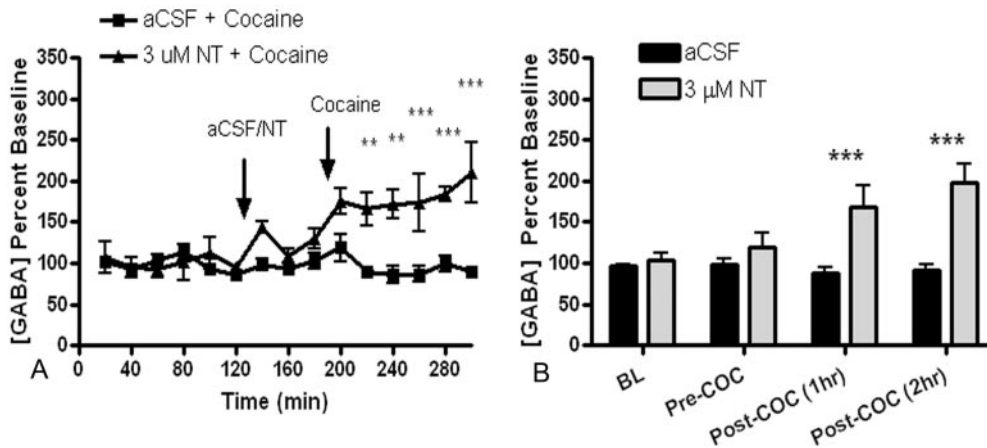 aCSF + Cocaine
3 uM NT + Cocaine
[GABA] Percent Baseline
350
300
250
200
150
100
50
0
aCSF/NT
Cocaine
**
**
***
***
***
0 40 80 120 160 200 240 280
Time (min)
A
aCSF
3 µM NT
[GABA] Percent Baseline
350
300
250
200
150
100
50
0
***
***
BL
Pre-COC
Post-COC (1hr)
Post-COC (2hr)
B